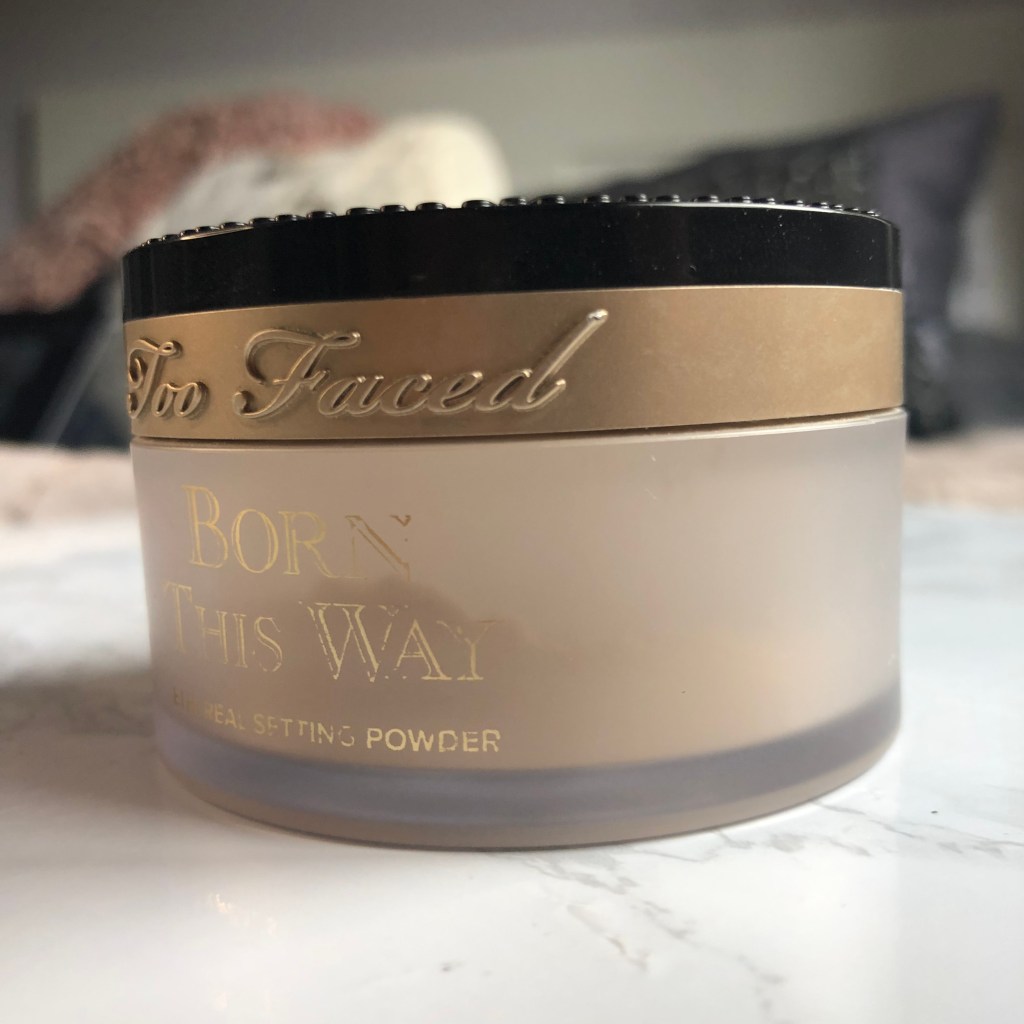 Too Faced
BORN
THIS WAY
SETTING POWDER